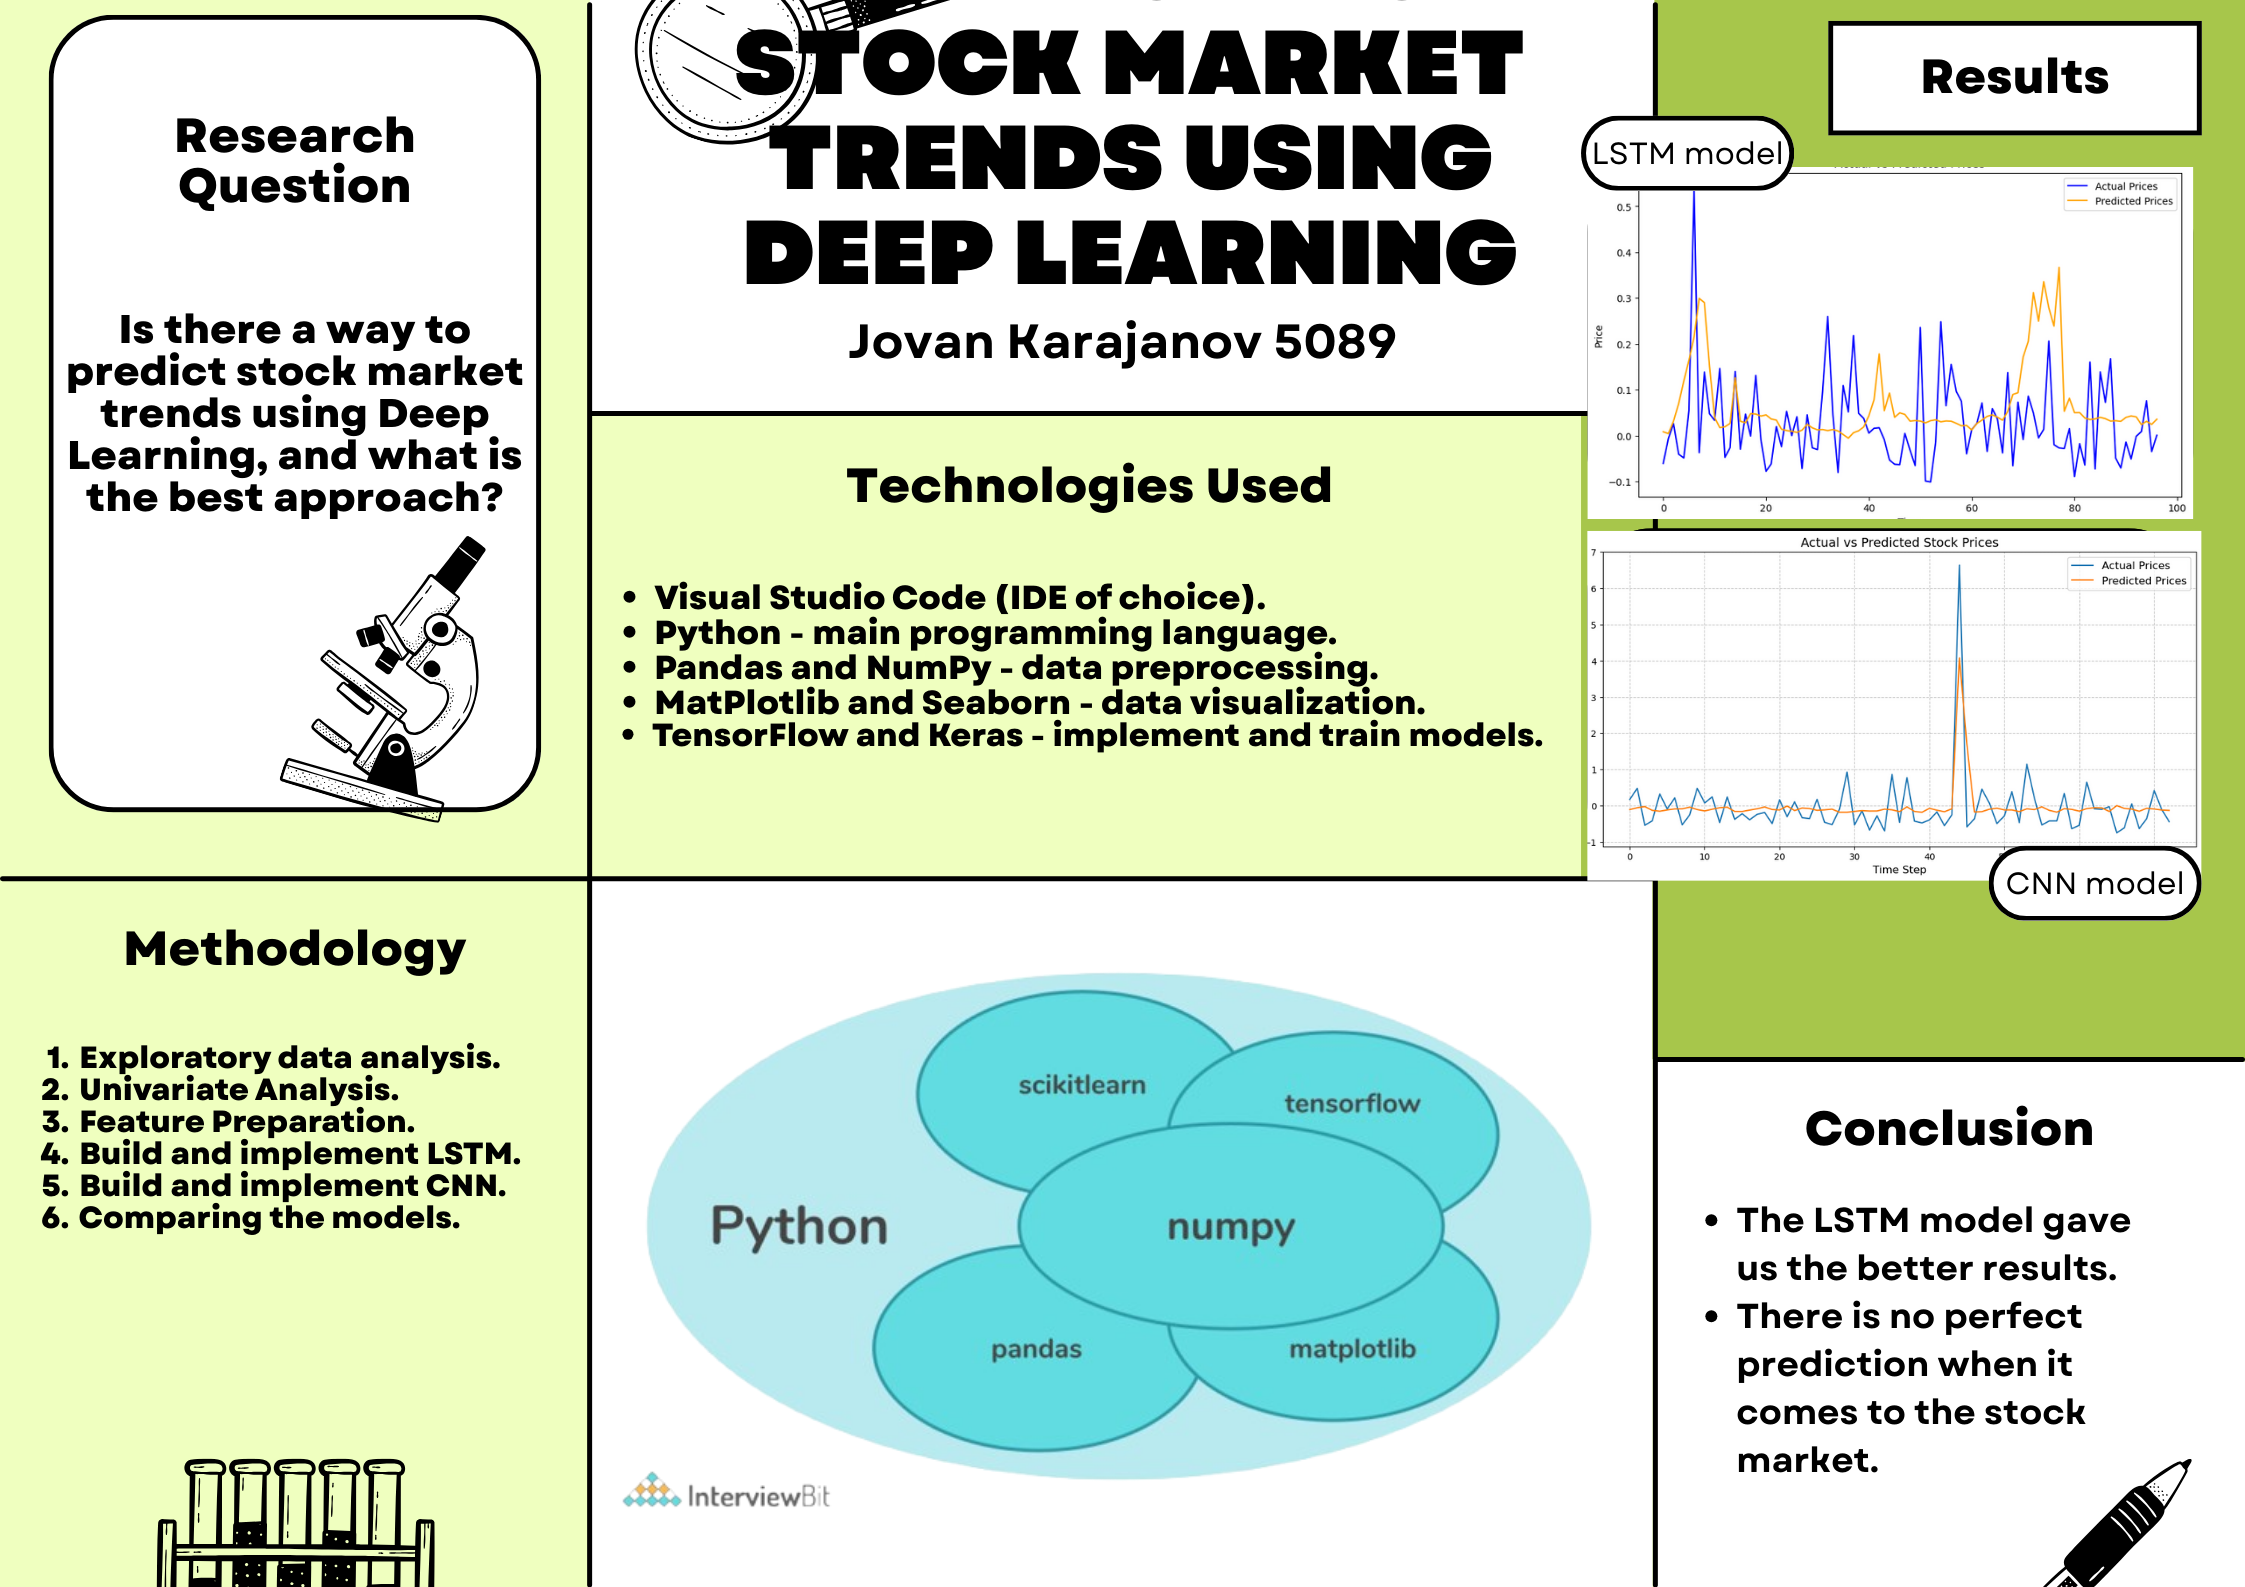 Research
Question
Is there a way to
predict stock market
trends using Deep
Learning, and what is
the best approach?
STOCK MARKET
TRENDS USING
DEEP LEARNING
Jovan Karajanov 5089
Technologies Used
• Visual Studio Code (IDE of choice).
• Python - main programming language.
• Pandas and NumPy - data preprocessing.
• MatPlotlib and Seaborn - data visualization.
• TensorFlow and Keras - implement and train models.
Results
LSTM model
Actual Prices
Predicted Prices
0.5
0.4
0.3
0.2
0.1
0.0
−0.1
Price
0 20 40 60 80 100
Actual vs Predicted Stock Prices
Actual Prices
Predicted Prices
7
6
5
4
3
2
1
0
-1
0 10 20 30 40
Time Step
CNN model
Methodology
1. Exploratory data analysis.
2. Univariate Analysis.
3. Feature Preparation.
4. Build and implement LSTM.
5. Build and implement CNN.
6. Comparing the models.
scikitlearn
tensorflow
Python
numpy
pandas
matplotlib
InterviewBit
Conclusion
• The LSTM model gave
us the better results.
• There is no perfect
prediction when it
comes to the stock
market.